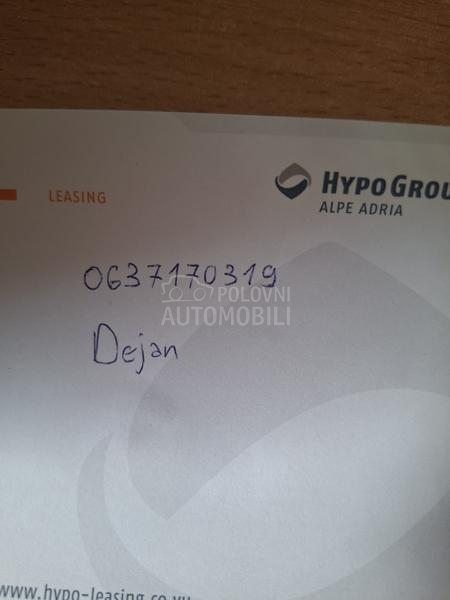 LEASING
HYPO GROU
ALPE ADRIA
0637170319
POLOVNI
AUTOMOBILI
Dejan
www.hypo-leasing.co.yu